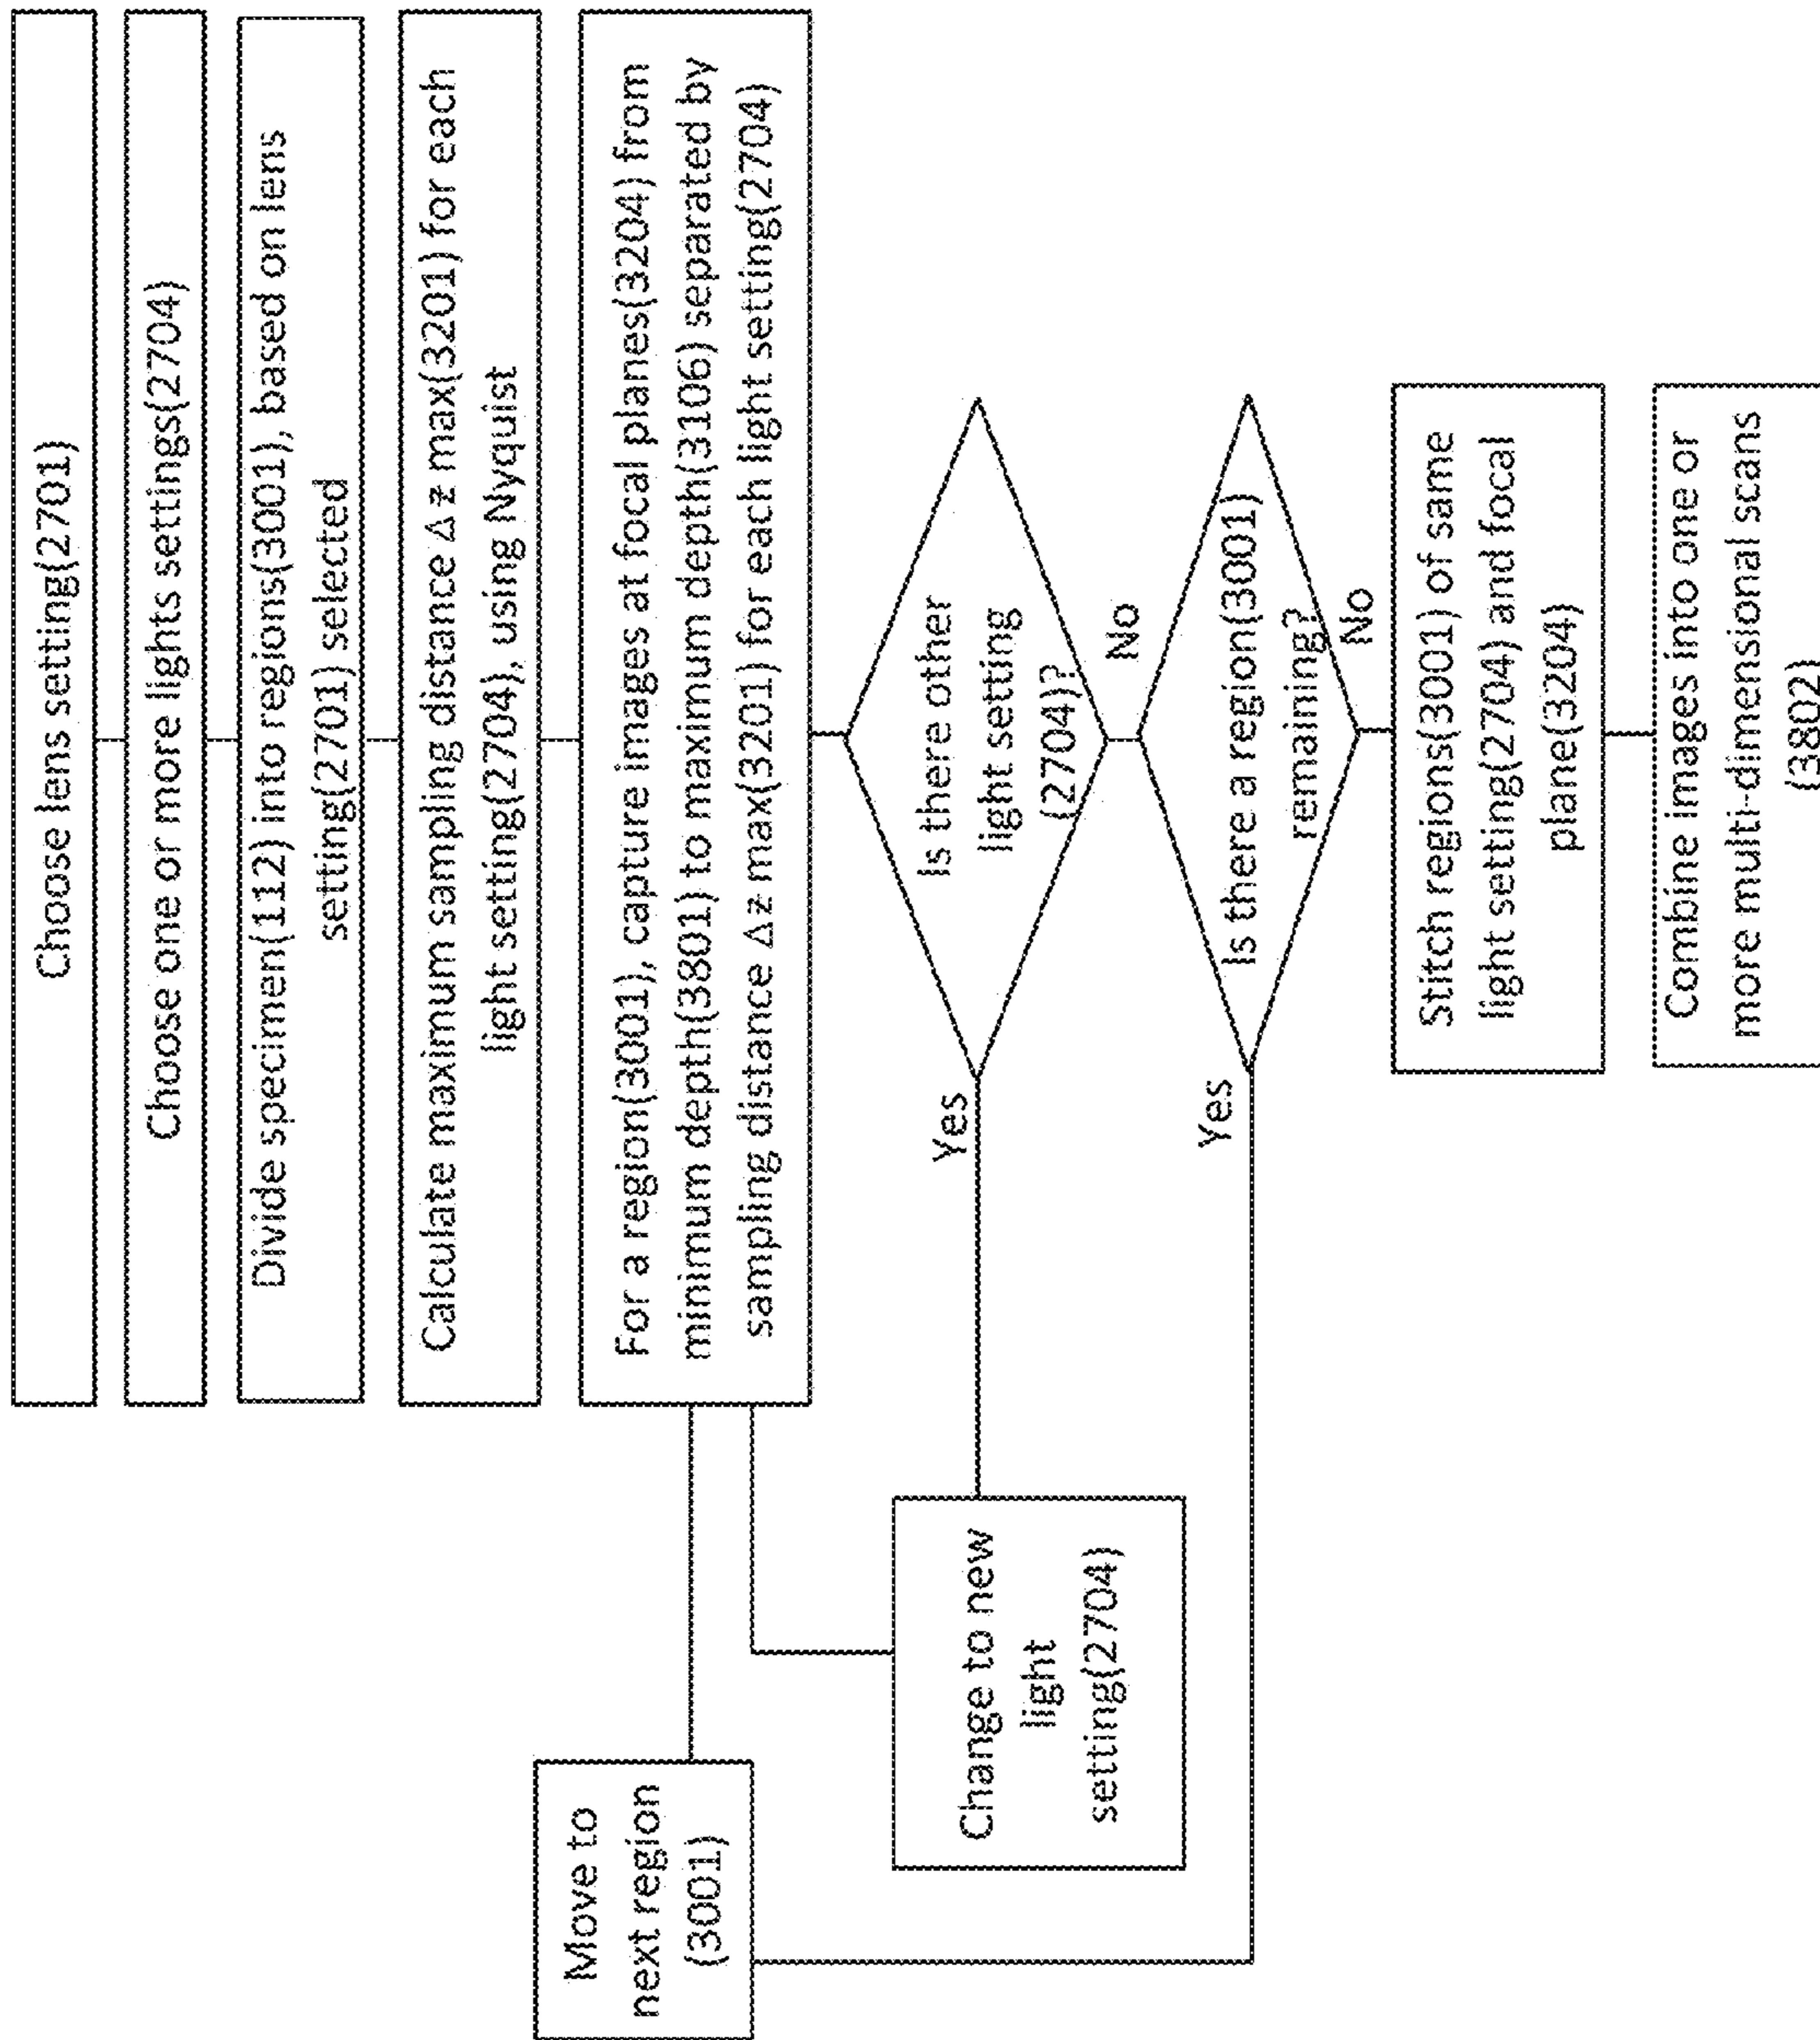 Choose lens setting(2701)
Choose one or more lights settings(2704)
Divide specimen(112) into regions(3001), based on lens
setting(2701) selected
Calculate maximum sampling distance Δz max(3201) for each
light setting(2704), using Nyquist
For a region(3001), capture images at focal planes(3204) from
minimum depth(3801) to maximum depth(3106) separated by
sampling distance Δz max(3201) for each light setting(2704)
Is there other
light setting
(2704)?
Yes
No
Change to new
light
setting(2704)
Is there a region(3001)
remaining?
Yes
No
Move to
next region
(3001)
Stitch regions(3001) of same
light setting(2704) and focal
plane(3204)
Combine images into one or
more multi-dimensional scans
(3802)